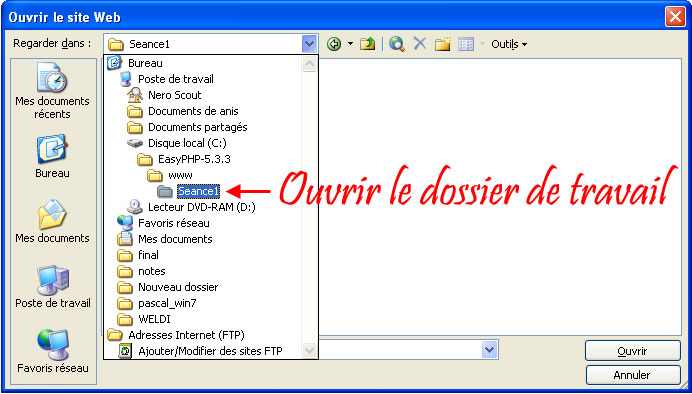 Ouvrir le site Web
Regarder dans :
Seance1
Outils
Mes documents
récents
Bureau
Mes documents
Poste de travail
Favoris réseau
Bureau
Poste de travail
Nero Scout
Documents de anis
Documents partagés
Disque local (C:)
EasyPHP-5.3.3
www
Seance1
Ouvrir le dossier de travail
Lecteur DVD-RAM (D:)
Favoris réseau
Mes documents
final
notes
Nouveau dossier
pascal_win7
WELDI
Adresses Internet (FTP)
Ajouter/Modifier des sites FTP
Ouvrir
Annuler